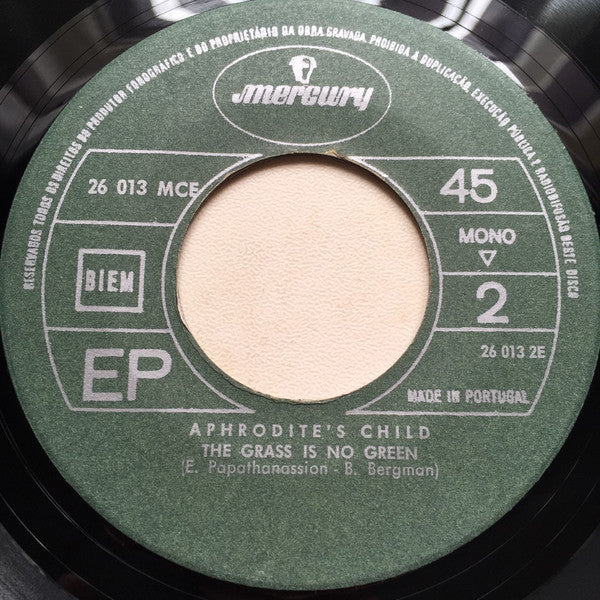 RESERVADOS TODOS OS DIREITOS DO PRODUTOR FONOGRÁFICO E DO PROPRIETÁRIO DA OBRA GRAVADA. PROIBIDA A DUPLICAÇÃO, EXECUÇÃO PÚBLICA E RADIODIFUSÃO DESTE DISCO
mercury
26 013 MCE
45
MONO
BIEM
2
EP
26 013 2E
MADE IN PORTUGAL
APHRODITE'S CHILD
THE GRASS IS NO GREEN
(E. Papathanassion - B. Bergman)